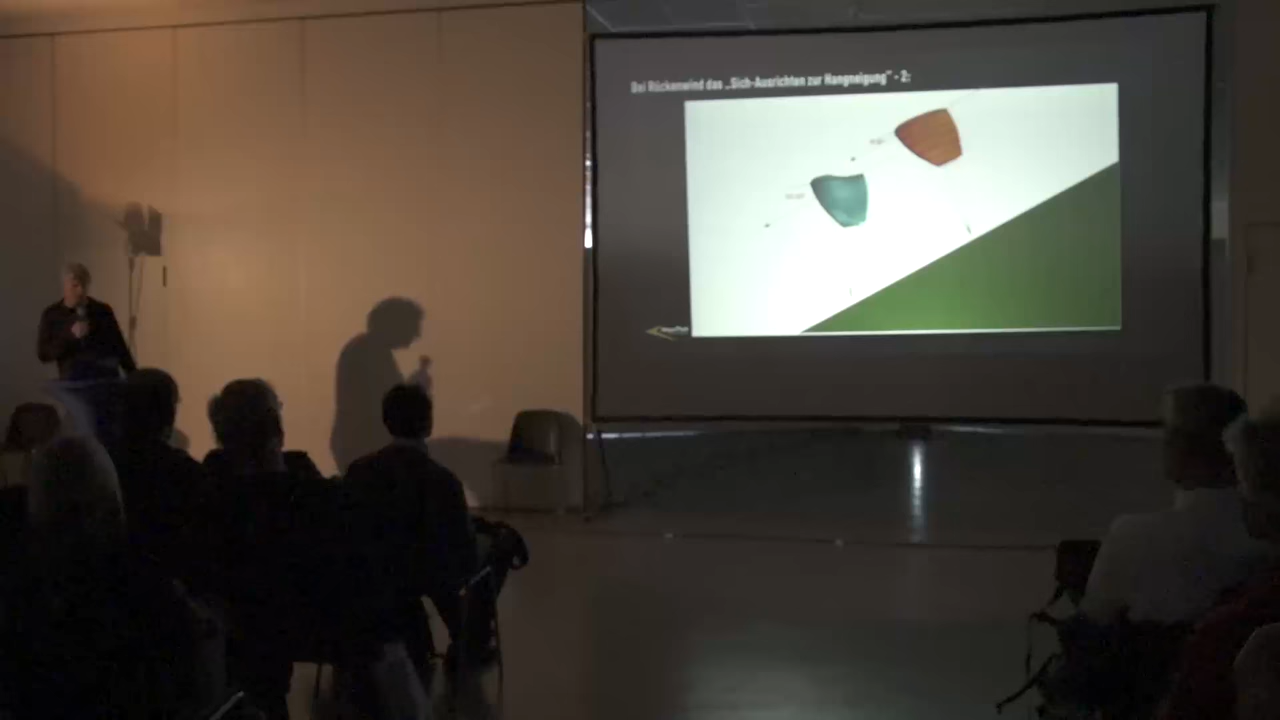 Bei Rückenwind das „Sich-Ausrichten zur Hangneigung“ - 2: